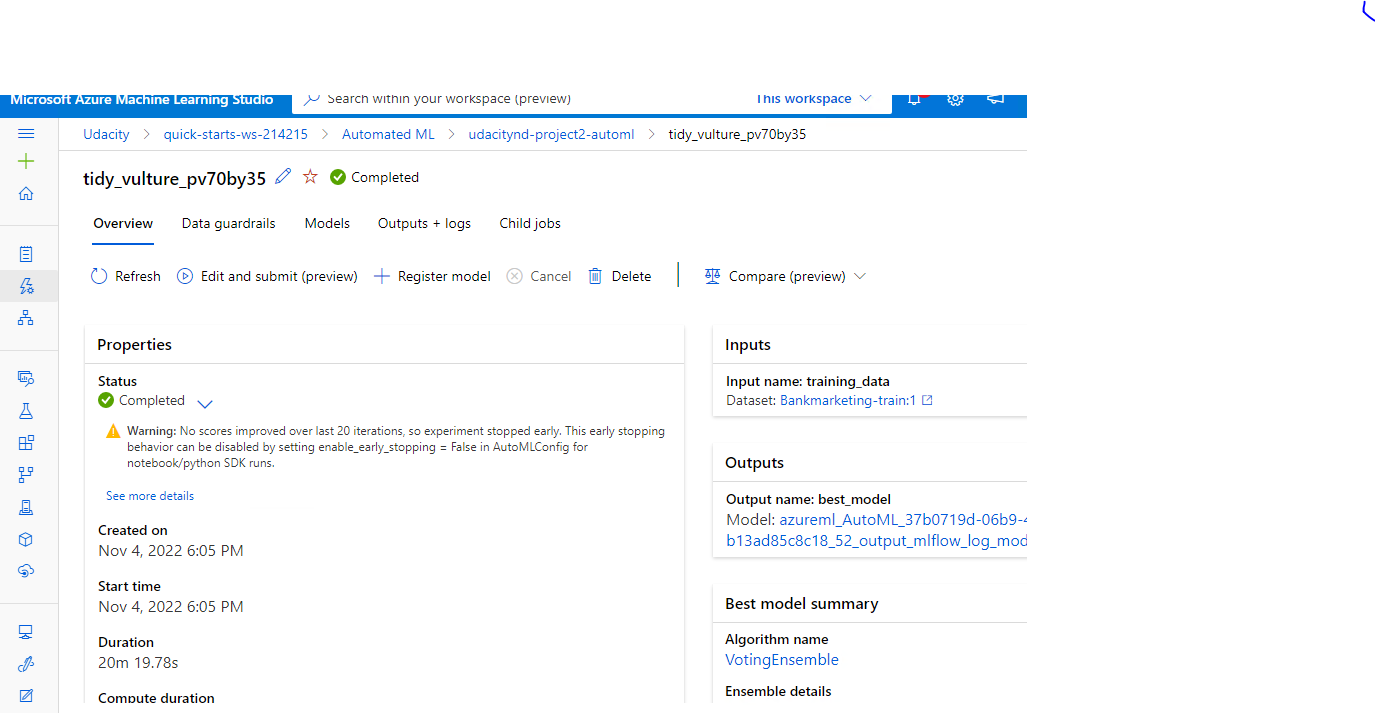 Microsoft Azure Machine Learning Studio
Search within your workspace (preview)
This workspace
Udacity > quick-starts-ws-214215 > Automated ML > udacitynd-project2-automl > tidy_vulture_pv70by35
tidy_vulture_pv70by35 Completed
Overview Data guardrails Models Outputs + logs Child jobs
Refresh Edit and submit (preview) Register model Cancel Delete Compare (preview)
Properties
Status
Completed
Warning: No scores improved over last 20 iterations, so experiment stopped early. This early stopping
behavior can be disabled by setting enable_early_stopping = False in AutoMLConfig for
notebook/python SDK runs.
See more details
Created on
Nov 4, 2022 6:05 PM
Start time
Nov 4, 2022 6:05 PM
Duration
20m 19.78s
Compute duration
Inputs
Input name: training_data
Dataset: Bankmarketing-train:1
Outputs
Output name: best_model
Model: azureml_AutoML_37b0719d-06b9-4
b13ad85c8c18_52_output_mlflow_log_mod
Best model summary
Algorithm name
VotingEnsemble
Ensemble details